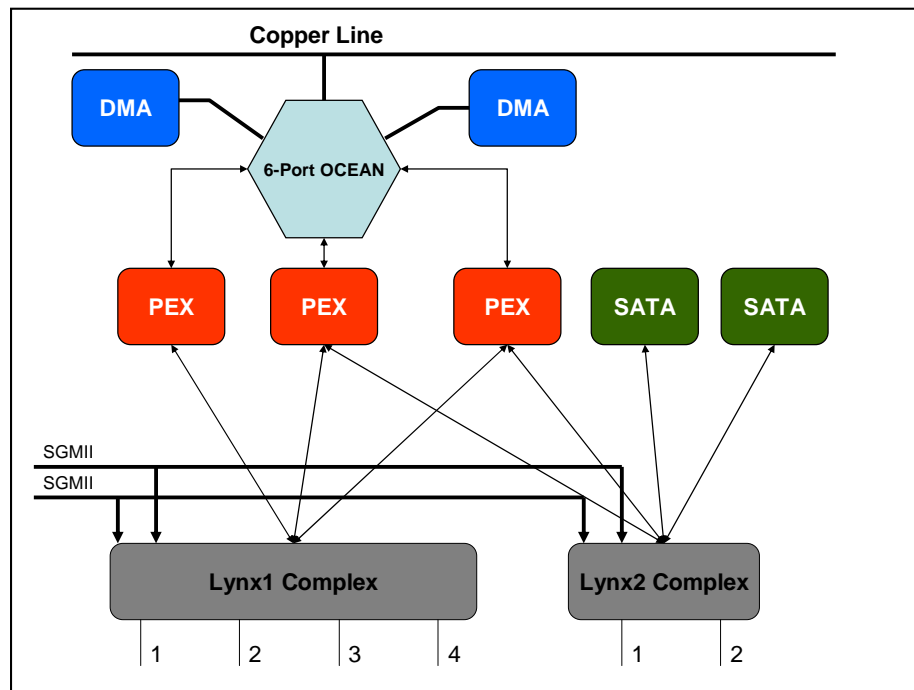 Copper Line
DMA
DMA
6-Port OCEAN
PEX
PEX
PEX
SATA
SATA
SGMII
SGMII
Lynx1 Complex
Lynx2 Complex
1
2
3
4
1
2